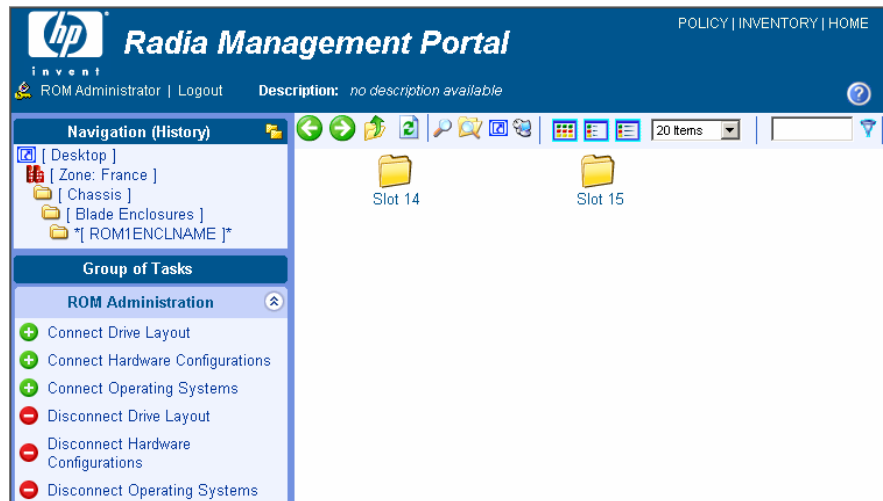 hp
invent
Radia Management Portal
POLICY | INVENTORY | HOME
ROM Administrator | Logout
Description: no description available
?
Navigation (History)
[ Desktop ]
[ Zone: France ]
[ Chassis ]
[ Blade Enclosures ]
*[ ROM1ENCLNAME ]*
20 Items
Slot 14
Slot 15
Group of Tasks
ROM Administration
Connect Drive Layout
Connect Hardware Configurations
Connect Operating Systems
Disconnect Drive Layout
Disconnect Hardware
Configurations
Disconnect Operating Systems